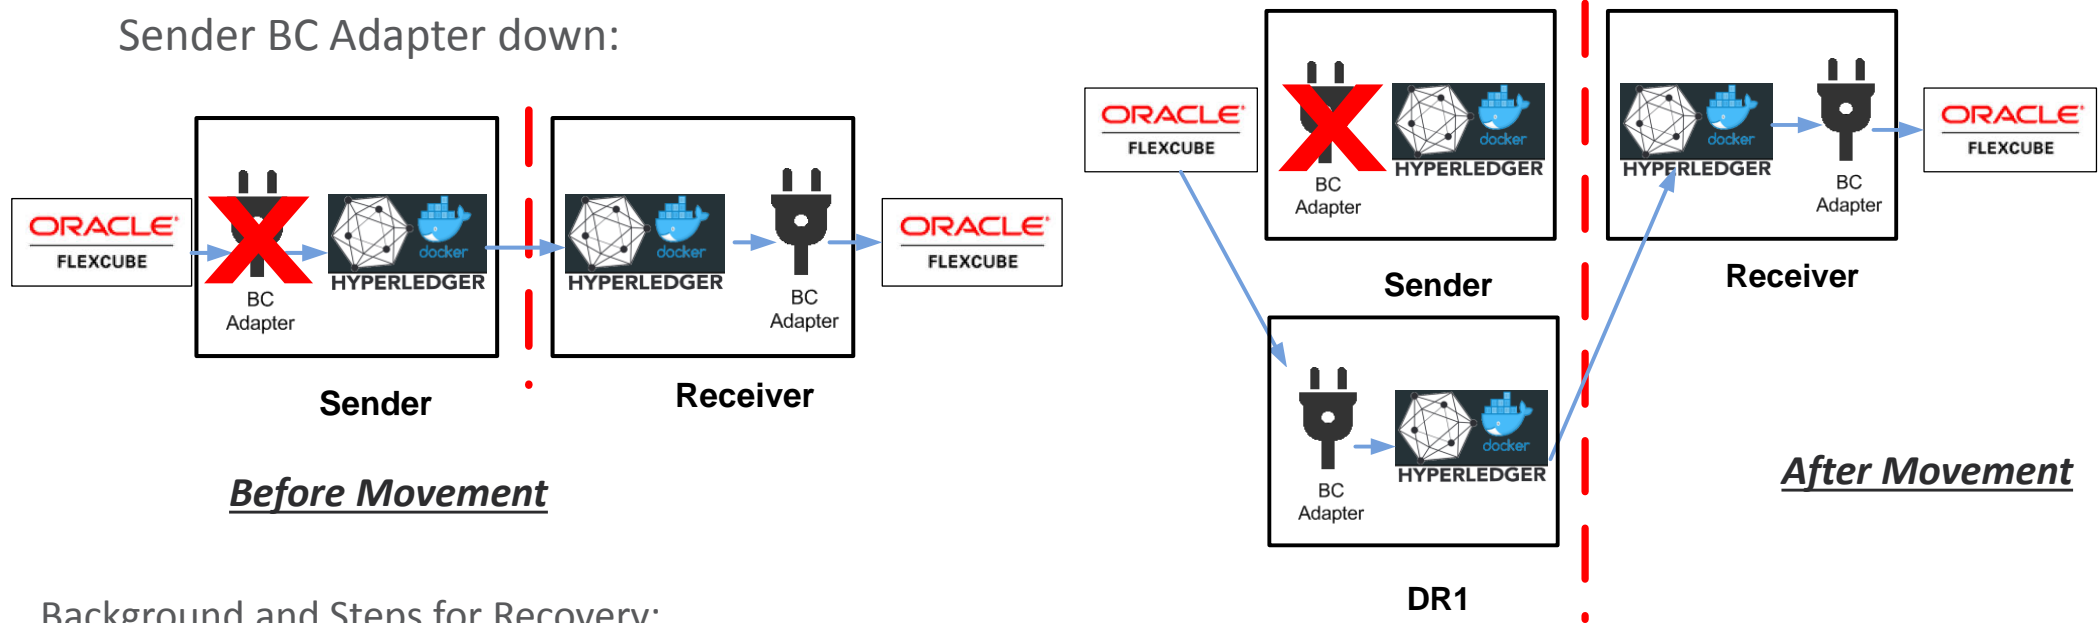 Sender BC Adapter down:
ORACLE
FLEXCUBE
BC
Adapter
docker
HYPERLEDGER
Sender
docker
HYPERLEDGER
BC
Adapter
Receiver
ORACLE
FLEXCUBE
Before Movement
ORACLE
FLEXCUBE
BC
Adapter
docker
HYPERLEDGER
Sender
docker
HYPERLEDGER
BC
Adapter
Receiver
ORACLE
FLEXCUBE
BC
Adapter
docker
HYPERLEDGER
DR1
After Movement
Background and Steps for Recovery: